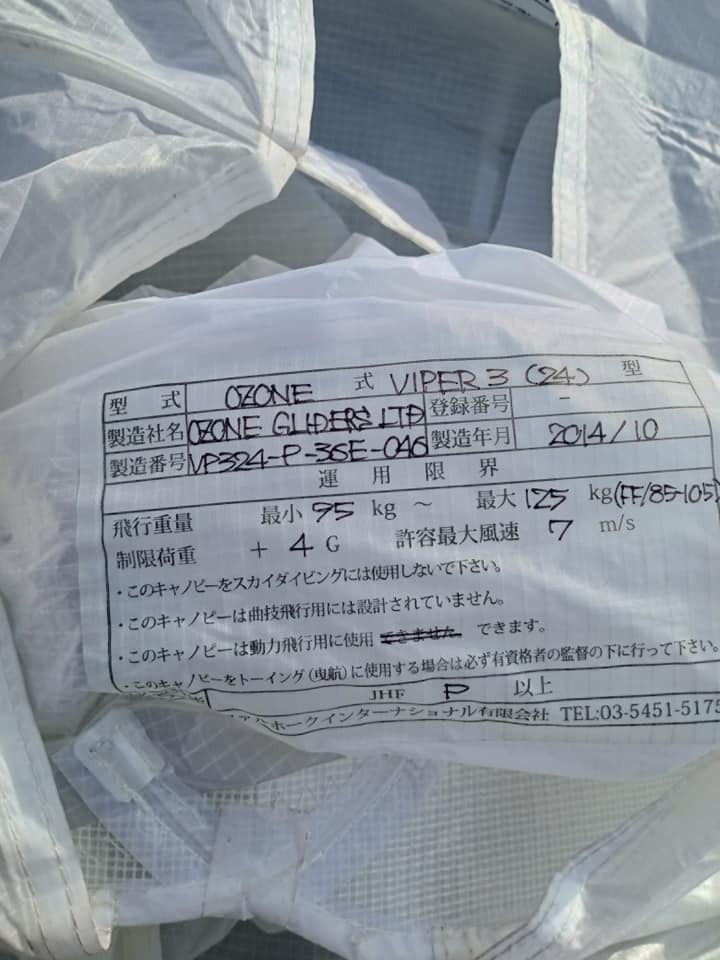 型 式 OZONE 式 VIPER 3 (24) 型
製造社名 OZONE GLIDERS LTD 登録番号 -
製造番号 VP324-P-36E-046 製造年月 2014/10
運用限界
飛行重量 最小 95 kg ~ 最大 125 kg (FF/85-105)
制限荷重 + 4 G 許容最大風速 7 m/s
・このキャノピーをスカイダイビングには使用しないで下さい。
・このキャノピーは曲技飛行用には設計されていません。
・このキャノピーは動力飛行用に使用 できません できます。
・このキャノピーをトーイング (曳航) に使用する場合は必ず有資格者の監督の下に行って下さい。
JHF P 以上
ホークインターナショナル有限会社 TEL:03-5451-5175